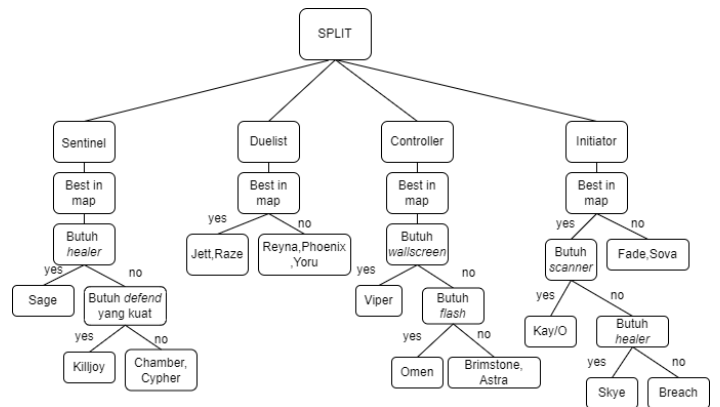 SPLIT
Sentinel
Duelist
Controller
Initiator
Best in
map
Best in
map
Best in
map
Best in
map
yes
no
yes
no
Butuh
healer
Jett,Raze
Reyna,Phoenix
,Yoru
Butuh
wallscreen
Butuh
scanner
Fade,Sova
yes
no
yes
no
yes
no
Sage
Butuh defend
yang kuat
Viper
Butuh
flash
Kay/O
Butuh
healer
yes
no
yes
no
yes
no
Killjoy
Chamber,
Cypher
Omen
Brimstone,
Astra
Skye
Breach